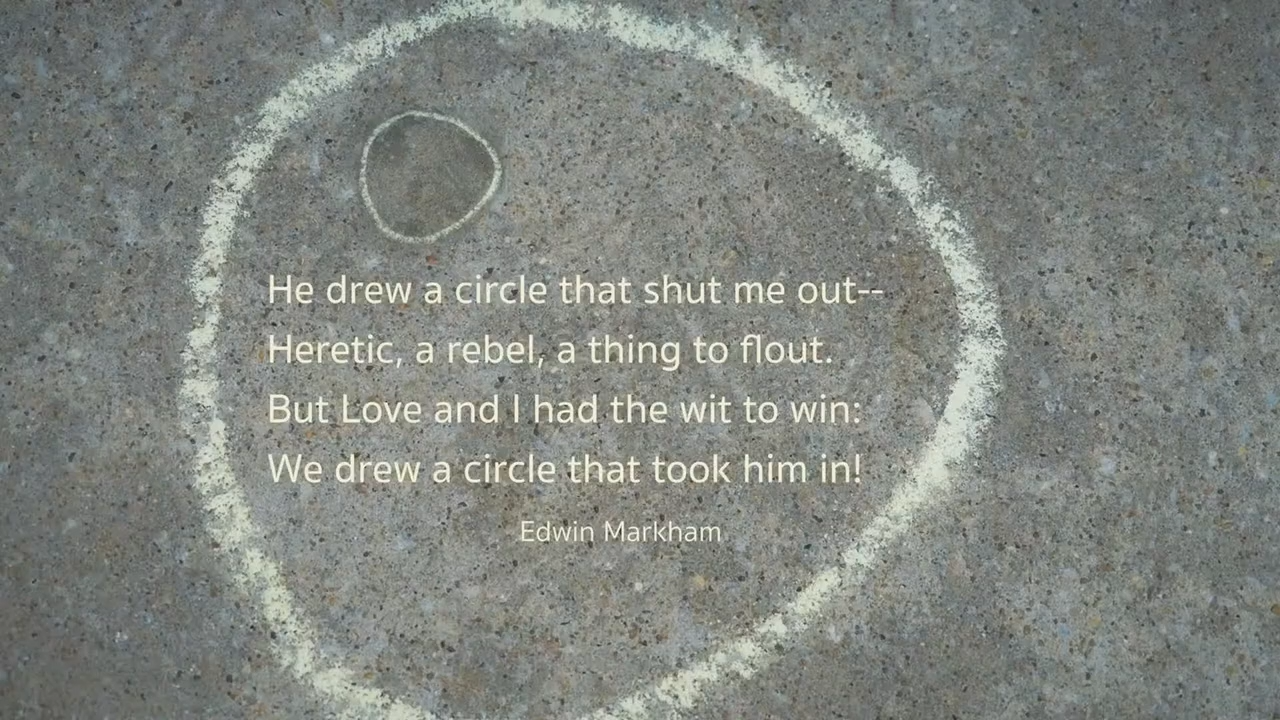 He drew a circle that shut me out--
Heretic, a rebel, a thing to flout.
But Love and I had the wit to win:
We drew a circle that took him in!
Edwin Markham